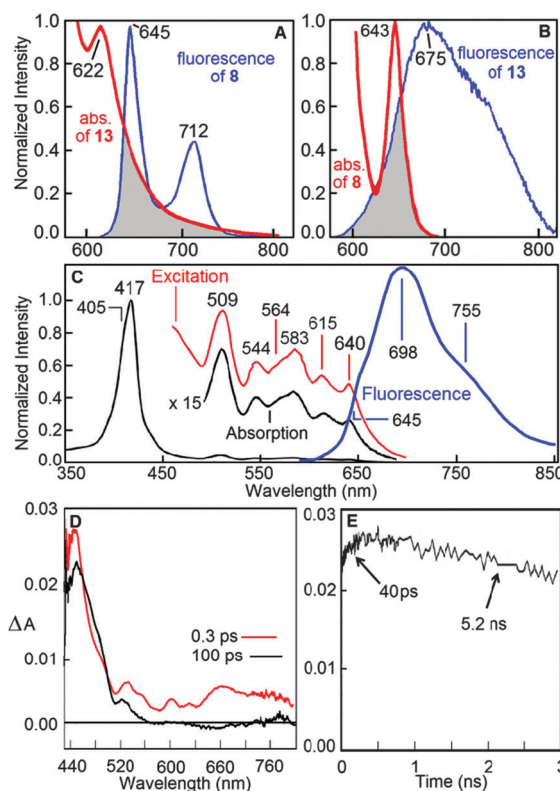 A
645
fluorescence
of 8
622
abs.
of 13
712
Normalized Intensity
1.0
0.8
0.6
0.4
0.2
0.0
600
700
800
B
643
675
fluorescence
of 13
abs.
of 8
Normalized Intensity
1.0
0.8
0.6
0.4
0.2
0.0
600
700
800
C
Excitation
405
417
509
544
564
583
615
640
x 15
Absorption
645
Fluorescence
698
755
Normalized Intensity
1.0
0.8
0.6
0.4
0.2
0.0
350
450
550
650
750
850
Wavelength (nm)
D
0.3 ps
100 ps
ΔA
0.03
0.02
0.01
0.00
440
520
600
680
760
Wavelength (nm)
E
40ps
5.2 ns
0.03
0.02
0.01
0.00
0
1
2
3
Time (ns)